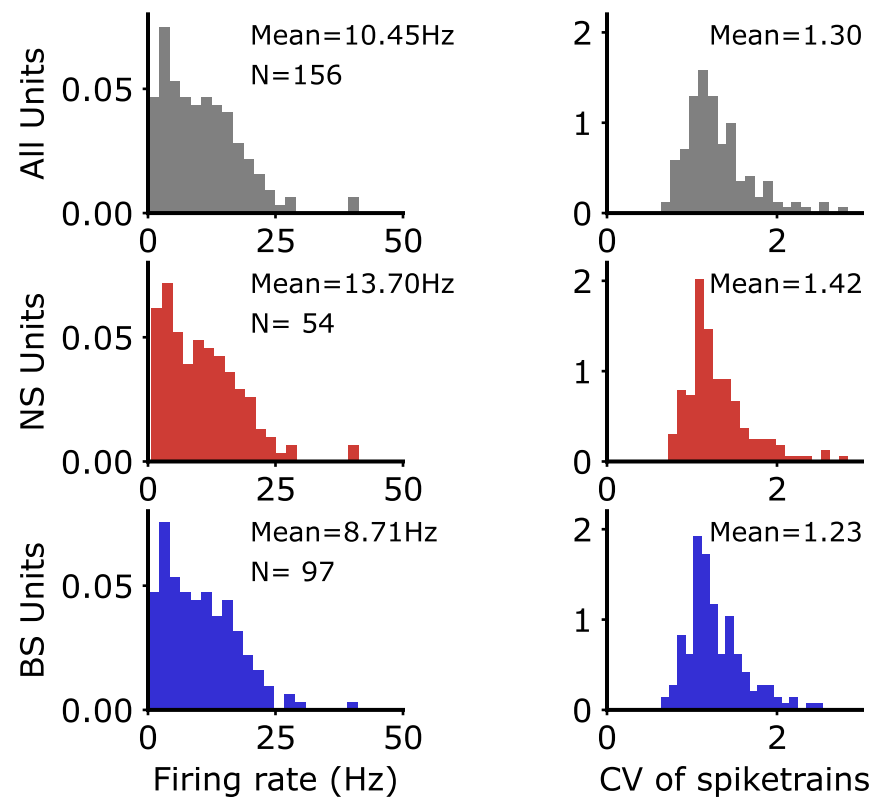 All Units
0.05
0.00
0
25
50
Mean=10.45Hz
N=156
2
1
0
0
2
Mean=1.30
NS Units
0.05
0.00
0
25
50
Mean=13.70Hz
N= 54
2
1
0
0
2
Mean=1.42
BS Units
0.05
0.00
0
25
50
Mean=8.71Hz
N= 97
Firing rate (Hz)
2
1
0
0
2
Mean=1.23
CV of spiketrains